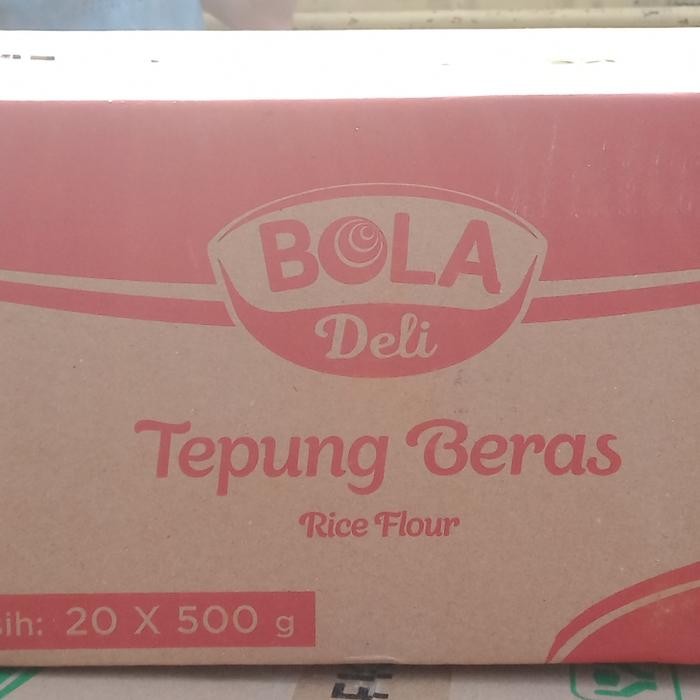 BOLA
Deli
Tepung Beras
Rice Flour
sih: 20 X 500 g